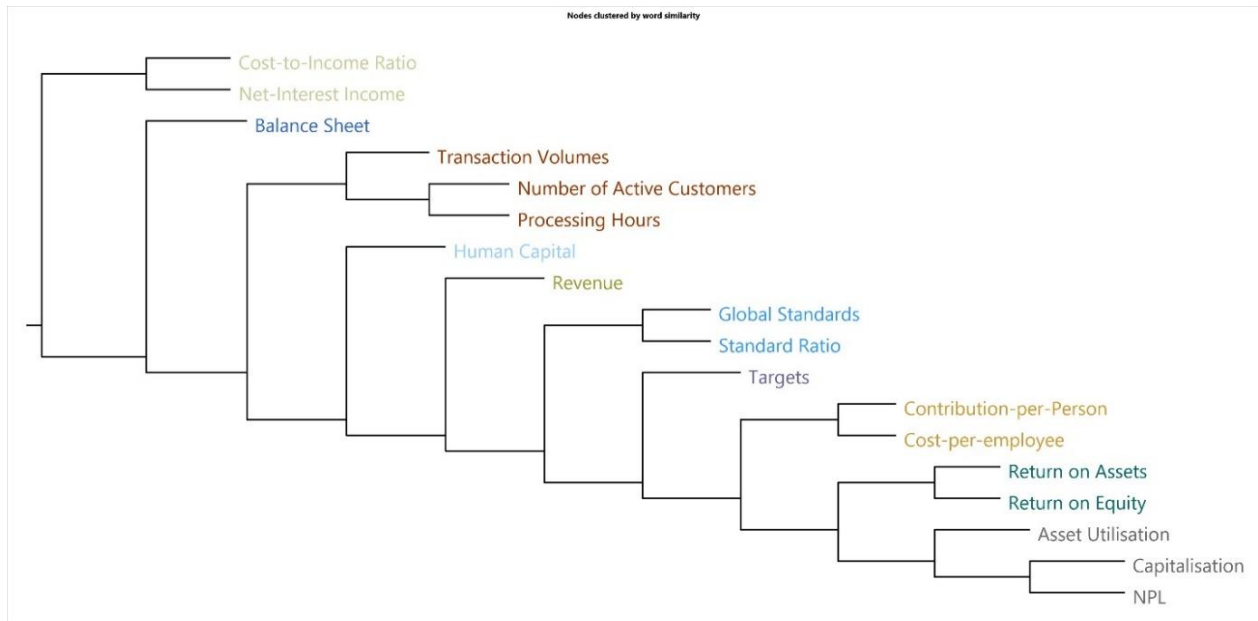 Nodes clustered by word similarity
Cost-to-Income Ratio
Net-Interest Income
Balance Sheet
Transaction Volumes
Number of Active Customers
Processing Hours
Human Capital
Revenue
Global Standards
Standard Ratio
Targets
Contribution-per-Person
Cost-per-employee
Return on Assets
Return on Equity
Asset Utilisation
Capitalisation
NPL